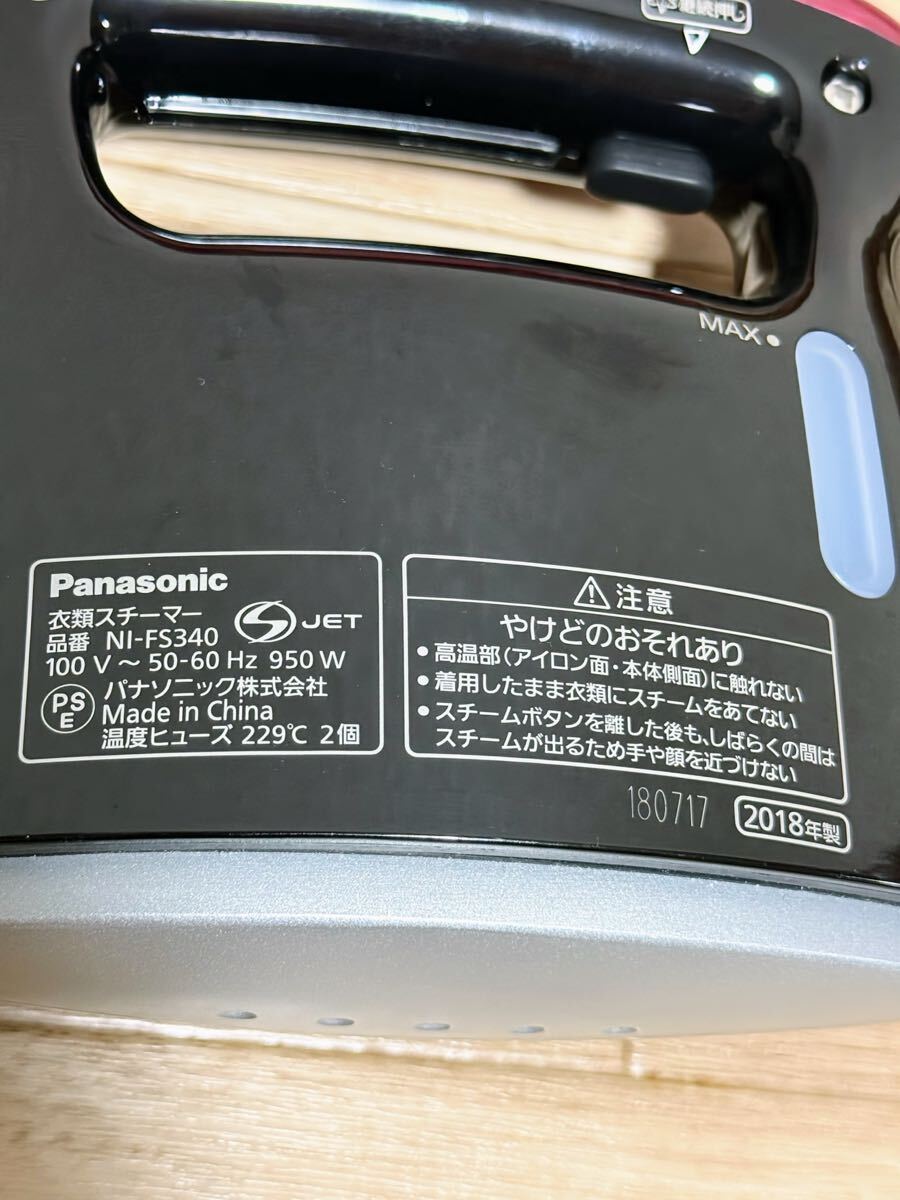 継続押し
MAX
Panasonic
衣類スチーマー
品番 NI-FS340
JET
100 V～50-60 Hz 950 W
PS
E
パナソニック株式会社
Made in China
温度ヒューズ 229℃ 2個
注意
やけどのおそれあり
•高温部(アイロン面・本体側面)に触れない
•着用したまま衣類にスチームをあてない
•スチームボタンを離した後も、しばらくの間は
スチームが出るため手や顔を近づけない
180717
2018年製